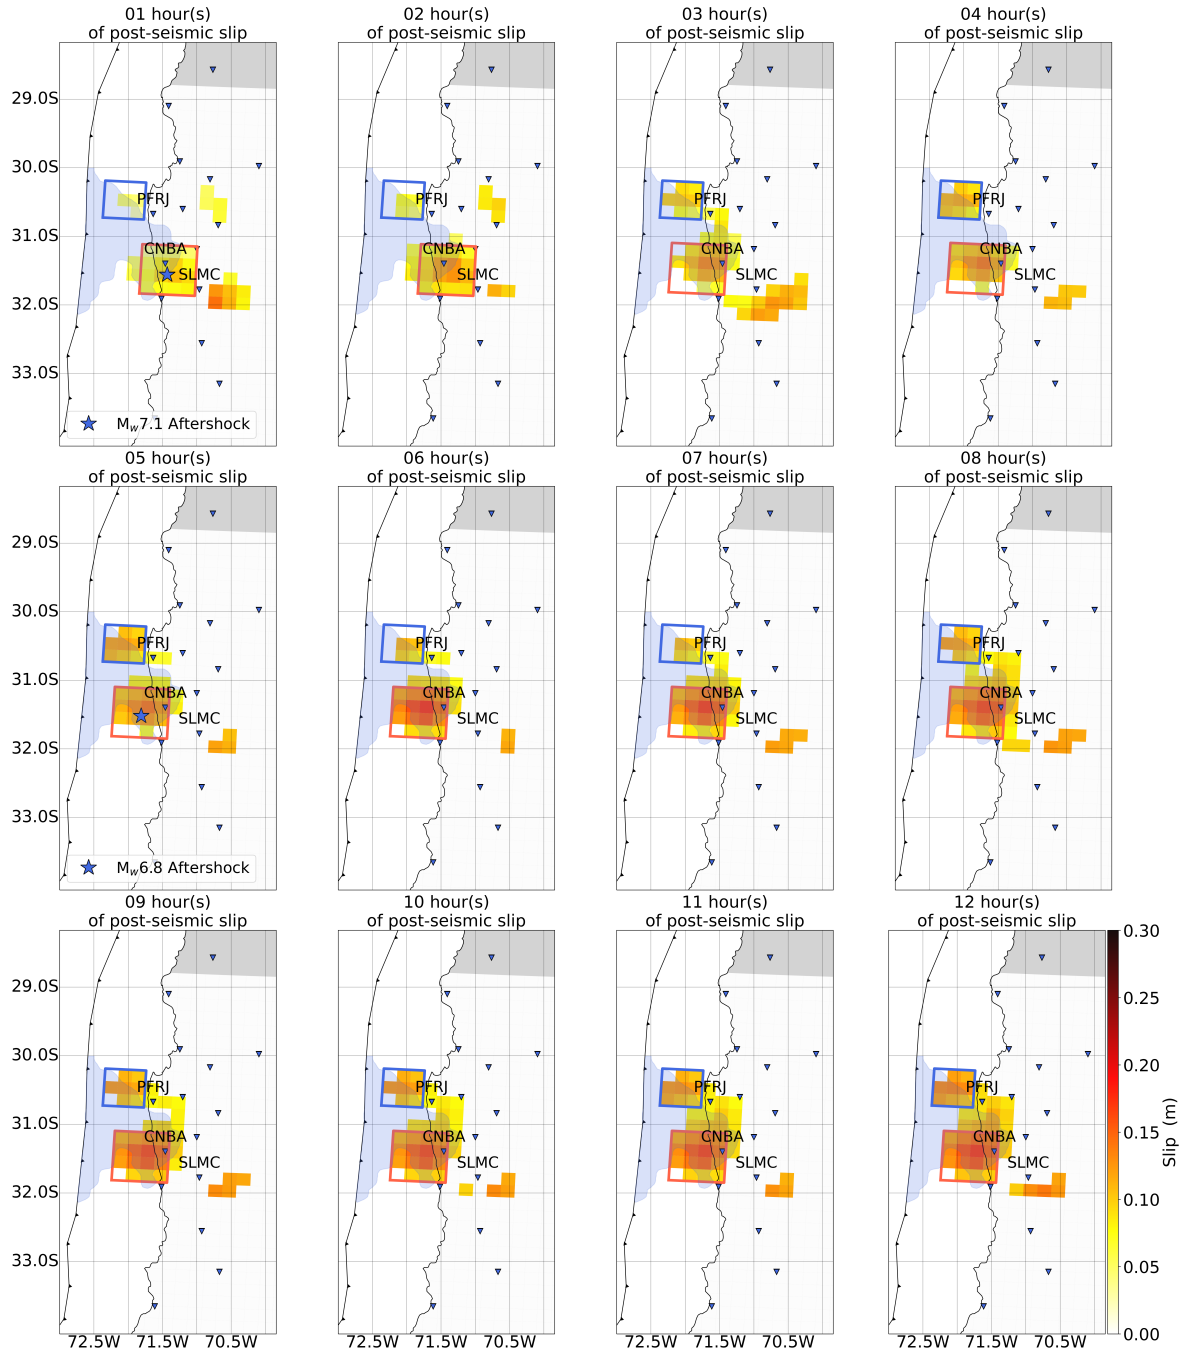 01 hour(s)
of post-seismic slip
02 hour(s)
of post-seismic slip
03 hour(s)
of post-seismic slip
04 hour(s)
of post-seismic slip
29.0S
30.0S
31.0S
32.0S
33.0S
PFRJ
CNBA
SLMC
Mw7.1 Aftershock
PFRJ
CNBA
SLMC
PFRJ
CNBA
SLMC
PFRJ
CNBA
SLMC
05 hour(s)
of post-seismic slip
06 hour(s)
of post-seismic slip
07 hour(s)
of post-seismic slip
08 hour(s)
of post-seismic slip
29.0S
30.0S
31.0S
32.0S
33.0S
PFRJ
CNBA
SLMC
Mw6.8 Aftershock
PFRJ
CNBA
SLMC
PFRJ
CNBA
SLMC
PFRJ
CNBA
SLMC
09 hour(s)
of post-seismic slip
10 hour(s)
of post-seismic slip
11 hour(s)
of post-seismic slip
12 hour(s)
of post-seismic slip
29.0S
30.0S
31.0S
32.0S
33.0S
PFRJ
CNBA
SLMC
PFRJ
CNBA
SLMC
PFRJ
CNBA
SLMC
PFRJ
CNBA
SLMC
72.5W 71.5W 70.5W
72.5W 71.5W 70.5W
72.5W 71.5W 70.5W
72.5W 71.5W 70.5W
0.30
0.25
0.20
0.15
0.10
0.05
0.00
Slip (m)